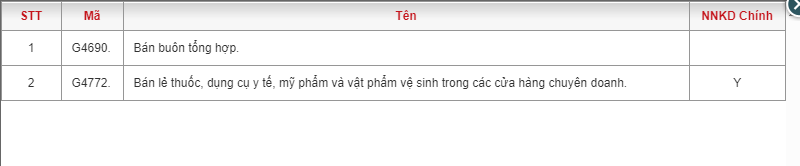 STT Mã Tên NNKD Chính
1 G4690. Bán buôn tổng hợp.
2 G4772. Bán lẻ thuốc, dụng cụ y tế, mỹ phẩm và vật phẩm vệ sinh trong các cửa hàng chuyên doanh. Y